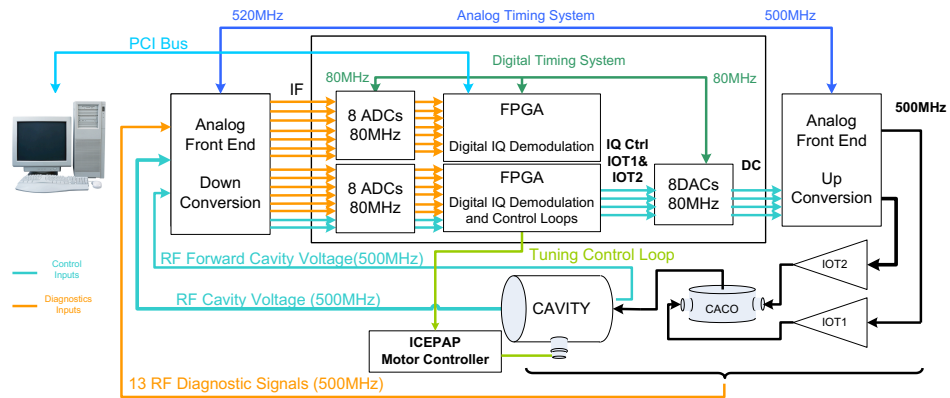 520MHz
Analog Timing System
500MHz
PCI Bus
Digital Timing System
80MHz
80MHz
IF
500MHz
Analog
Front End
Down
Conversion
8 ADCs
80MHz
FPGA
Digital IQ Demodulation
8 ADCs
80MHz
FPGA
Digital IQ Demodulation
and Control Loops
IQ Ctrl
IOT1&
IOT2
8DACs
80MHz
DC
Analog
Front End
Up
Conversion
Tuning Control Loop
RF Forward Cavity Voltage(500MHz)
RF Cavity Voltage (500MHz)
Control
Inputs
Diagnostics
Inputs
CAVITY
CACO
IOT2
IOT1
ICEPAP
Motor Controller
13 RF Diagnostic Signals (500MHz)